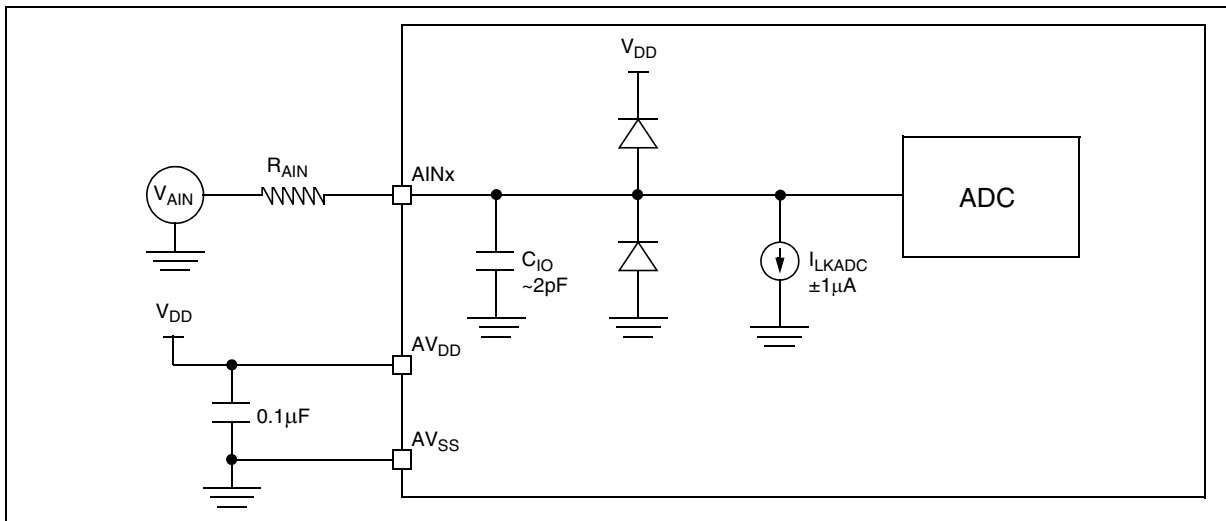 V_DD
R_AIN
AINx
V_AIN
ADC
C_IO
~2pF
I_LKADC
±1μA
V_DD
AV_DD
0.1μF
AV_SS